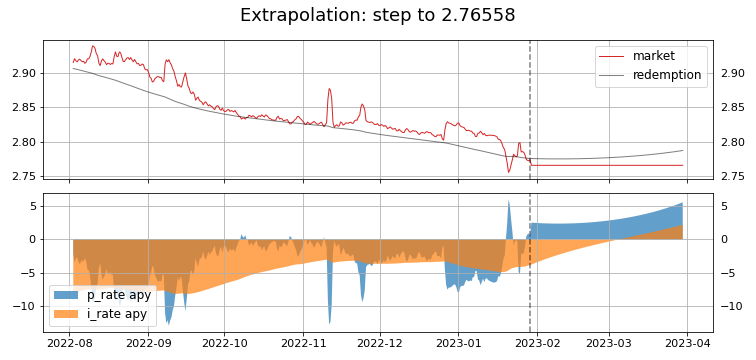 Extrapolation: step to 2.76558
2.90 2.90
2.85 2.85
2.80 2.80
2.75 2.75
market
redemption
5 5
0 0
−5 −5
−10 −10
p_rate apy
i_rate apy
2022-08 2022-09 2022-10 2022-11 2022-12 2023-01 2023-02 2023-03 2023-04